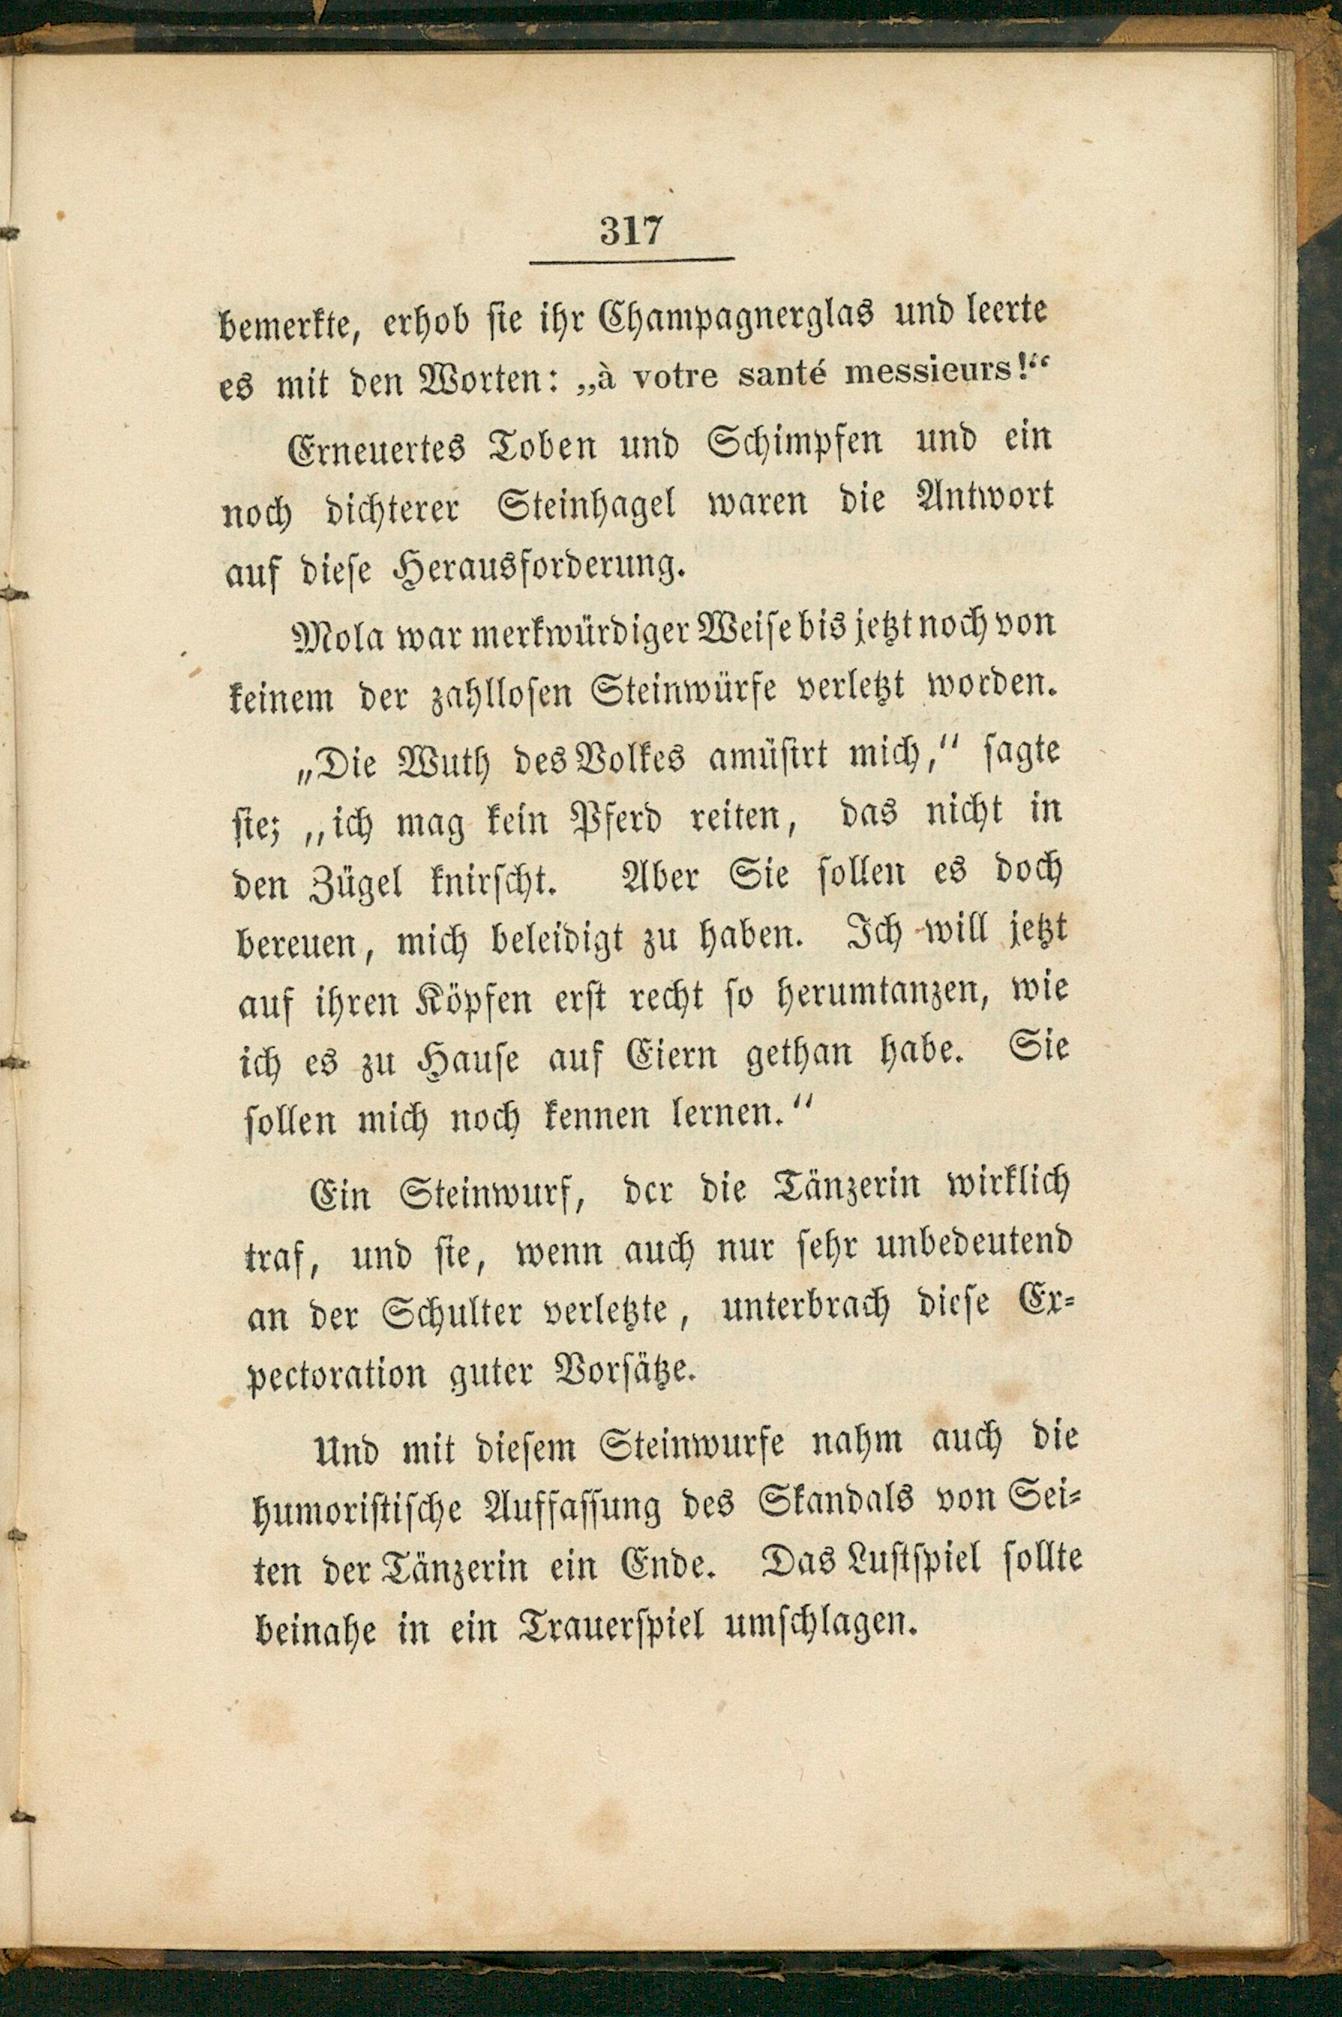 317
bemerkte, erhob sie ihr Champagnerglas und leerte
es mit den Worten: „à votre santé messieurs!“
Erneuertes Toben und Schimpfen und ein
noch dichterer Steinhagel waren die Antwort
auf diese Herausforderung.
Mola war merkwürdiger Weise bis jetzt noch von
keinem der zahllosen Steinwürfe verletzt worden.
„Die Wuth des Volkes amüsirt mich,“ sagte
sie; „ich mag kein Pferd reiten, das nicht in
den Zügel knirscht. Aber Sie sollen es doch
bereuen, mich beleidigt zu haben. Ich will jetzt
auf ihren Köpfen erst recht so herumtanzen, wie
ich es zu Hause auf Eiern gethan habe. Sie
sollen mich noch kennen lernen.“
Ein Steinwurf, der die Tänzerin wirklich
traf, und sie, wenn auch nur sehr unbedeutend
an der Schulter verletzte, unterbrach diese Ex-
pectoration guter Vorsätze.
Und mit diesem Steinwurfe nahm auch die
humoristische Auffassung des Skandals von Sei-
ten der Tänzerin ein Ende. Das Lustspiel sollte
beinahe in ein Trauerspiel umschlagen.